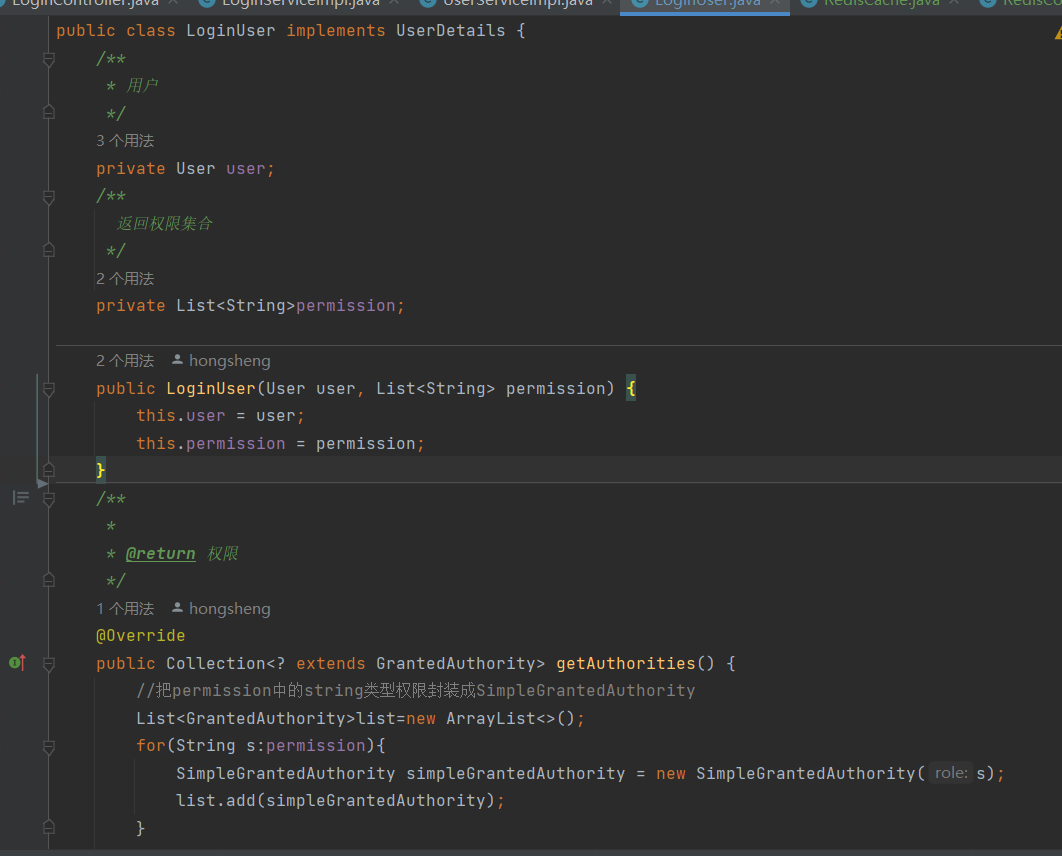 LoginController.java LoginServiceImpl.java UserServiceImpl.java LoginUser.java RedisCache.java
public class LoginUser implements UserDetails {
/**
* 用户
*/
3 个用法
private User user;
/**
返回权限集合
*/
2 个用法
private List<String>permission;
2 个用法 hongsheng
public LoginUser(User user, List<String> permission) {
this.user = user;
this.permission = permission;
}
/**
*
* @return 权限
*/
1 个用法 hongsheng
@Override
public Collection<? extends GrantedAuthority> getAuthorities() {
//把permission中的string类型权限封装成SimpleGrantedAuthority
List<GrantedAuthority>list=new ArrayList<>();
for(String s:permission){
SimpleGrantedAuthority simpleGrantedAuthority = new SimpleGrantedAuthority( role: s);
list.add(simpleGrantedAuthority);
}